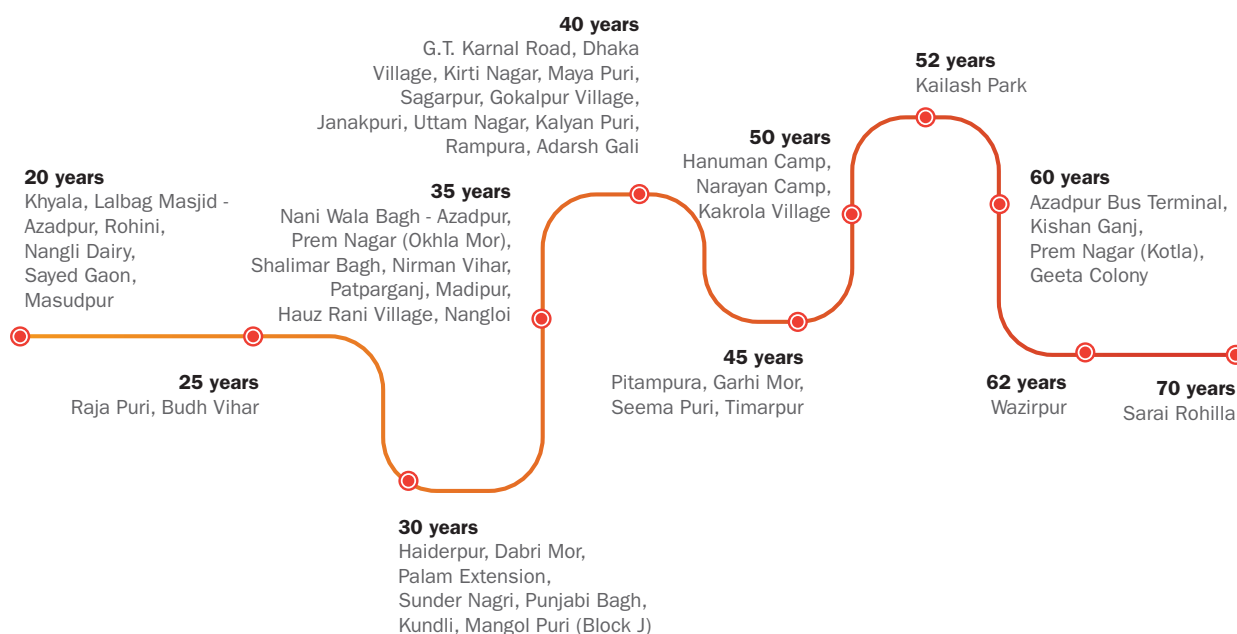 20 years
Khyala, Lalbag Masjid -
Azadpur, Rohini,
Nangli Dairy,
Sayed Gaon,
Masudpur
25 years
Raja Puri, Budh Vihar
30 years
Haiderpur, Dabri Mor,
Palam Extension,
Sunder Nagri, Punjabi Bagh,
Kundli, Mangol Puri (Block J)
35 years
Nani Wala Bagh - Azadpur,
Prem Nagar (Okhla Mor),
Shalimar Bagh, Nirman Vihar,
Patparganj, Madipur,
Hauz Rani Village, Nangloi
40 years
G.T. Karnal Road, Dhaka
Village, Kirti Nagar, Maya Puri,
Sagarpur, Gokalpur Village,
Janakpuri, Uttam Nagar, Kalyan Puri,
Rampura, Adarsh Gali
45 years
Pitampura, Garhi Mor,
Seema Puri, Timarpur
50 years
Hanuman Camp,
Narayan Camp,
Kakrola Village
52 years
Kailash Park
60 years
Azadpur Bus Terminal,
Kishan Ganj,
Prem Nagar (Kotla),
Geeta Colony
62 years
Wazirpur
70 years
Sarai Rohilla